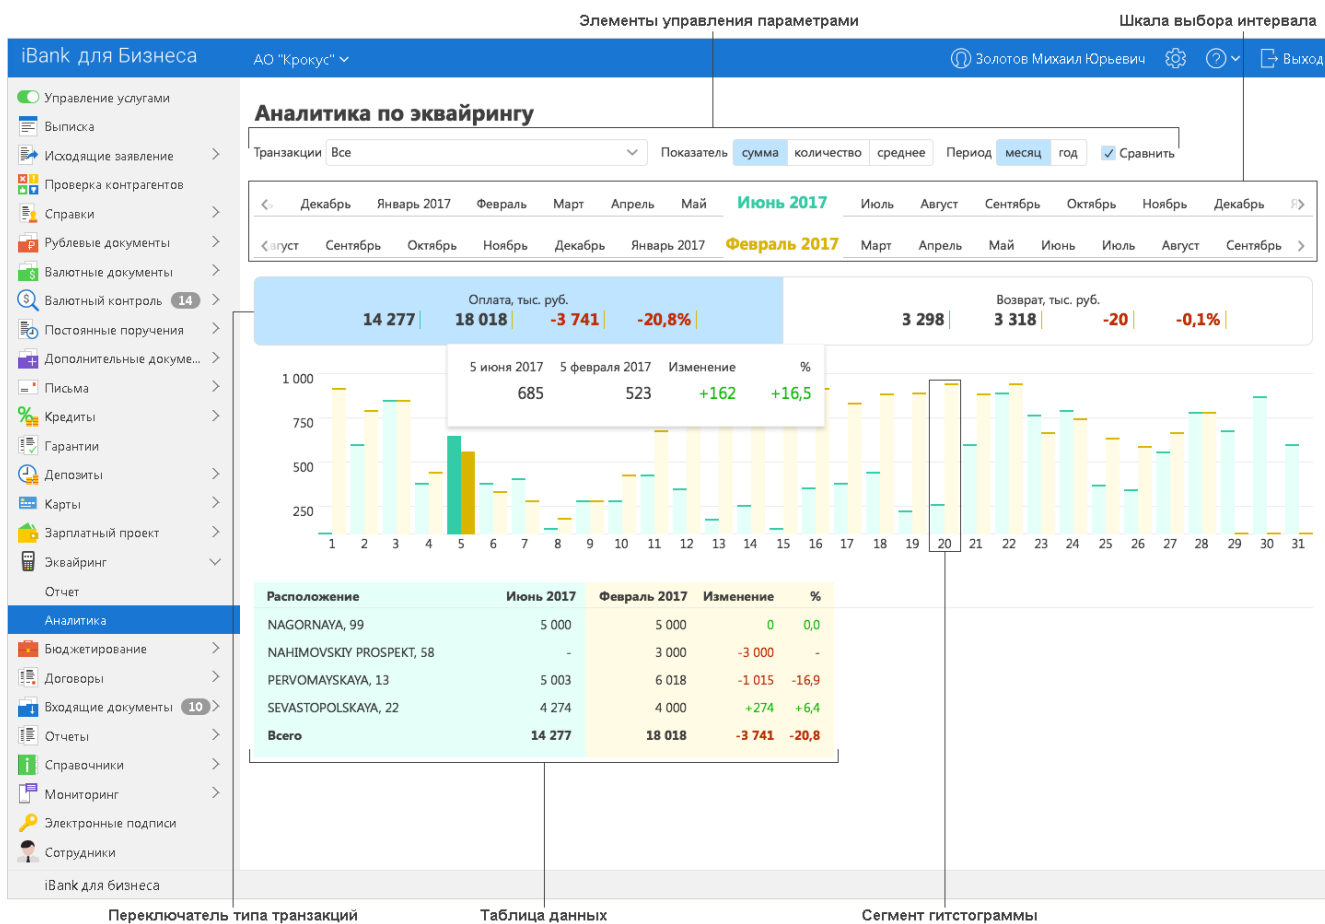 Элементы управления параметрами
Шкала выбора интервала
iBank для Бизнеса
АО "Крокус"
Золотов Михаил Юрьевич
?
Выход
Управление услугами
Выписка
Исходящие заявление
Проверка контрагентов
Справки
Рублевые документы
Валютные документы
Валютный контроль 14
Постоянные поручения
Дополнительные докуме...
Письма
Кредиты
Гарантии
Депозиты
Карты
Зарплатный проект
Эквайринг
Отчет
Аналитика
Бюджетирование
Договоры
Входящие документы 10
Отчеты
Справочники
Мониторинг
Электронные подписи
Сотрудники
iBank для бизнеса
Аналитика по эквайрингу
Транзакции Все Показатель сумма количество среднее Период месяц год Сравнить
Декабрь Январь 2017 Февраль Март Апрель Май Июнь 2017 Июль Август Сентябрь Октябрь Ноябрь Декабрь Я
густ Сентябрь Октябрь Ноябрь Декабрь Январь 2017 Февраль 2017 Март Апрель Май Июнь Июль Август Сентябрь
Оплата, тыс. руб.
14 277 18 018 -3 741 -20,8%
Возврат, тыс. руб.
3 298 3 318 -20 -0,1%
5 июня 2017 5 февраля 2017 Изменение %
685 523 +162 +16,5
1 000
750
500
250
1 2 3 4 5 6 7 8 9 10 11 12 13 14 15 16 17 18 19 20 21 22 23 24 25 26 27 28 29 30 31
Расположение Июнь 2017 Февраль 2017 Изменение %
NAGORNAYA, 99 5 000 5 000 0 0,0
NAHIMOVSKIY PROSPEKT, 58 - 3 000 -3 000 -
PERVOMAYSKAYA, 13 5 003 6 018 -1 015 -16,9
SEVASTOPOLSKAYA, 22 4 274 4 000 +274 +6,4
Всего 14 277 18 018 -3 741 -20,8
Переключатель типа транзакций
Таблица данных
Сегмент гитстограммы